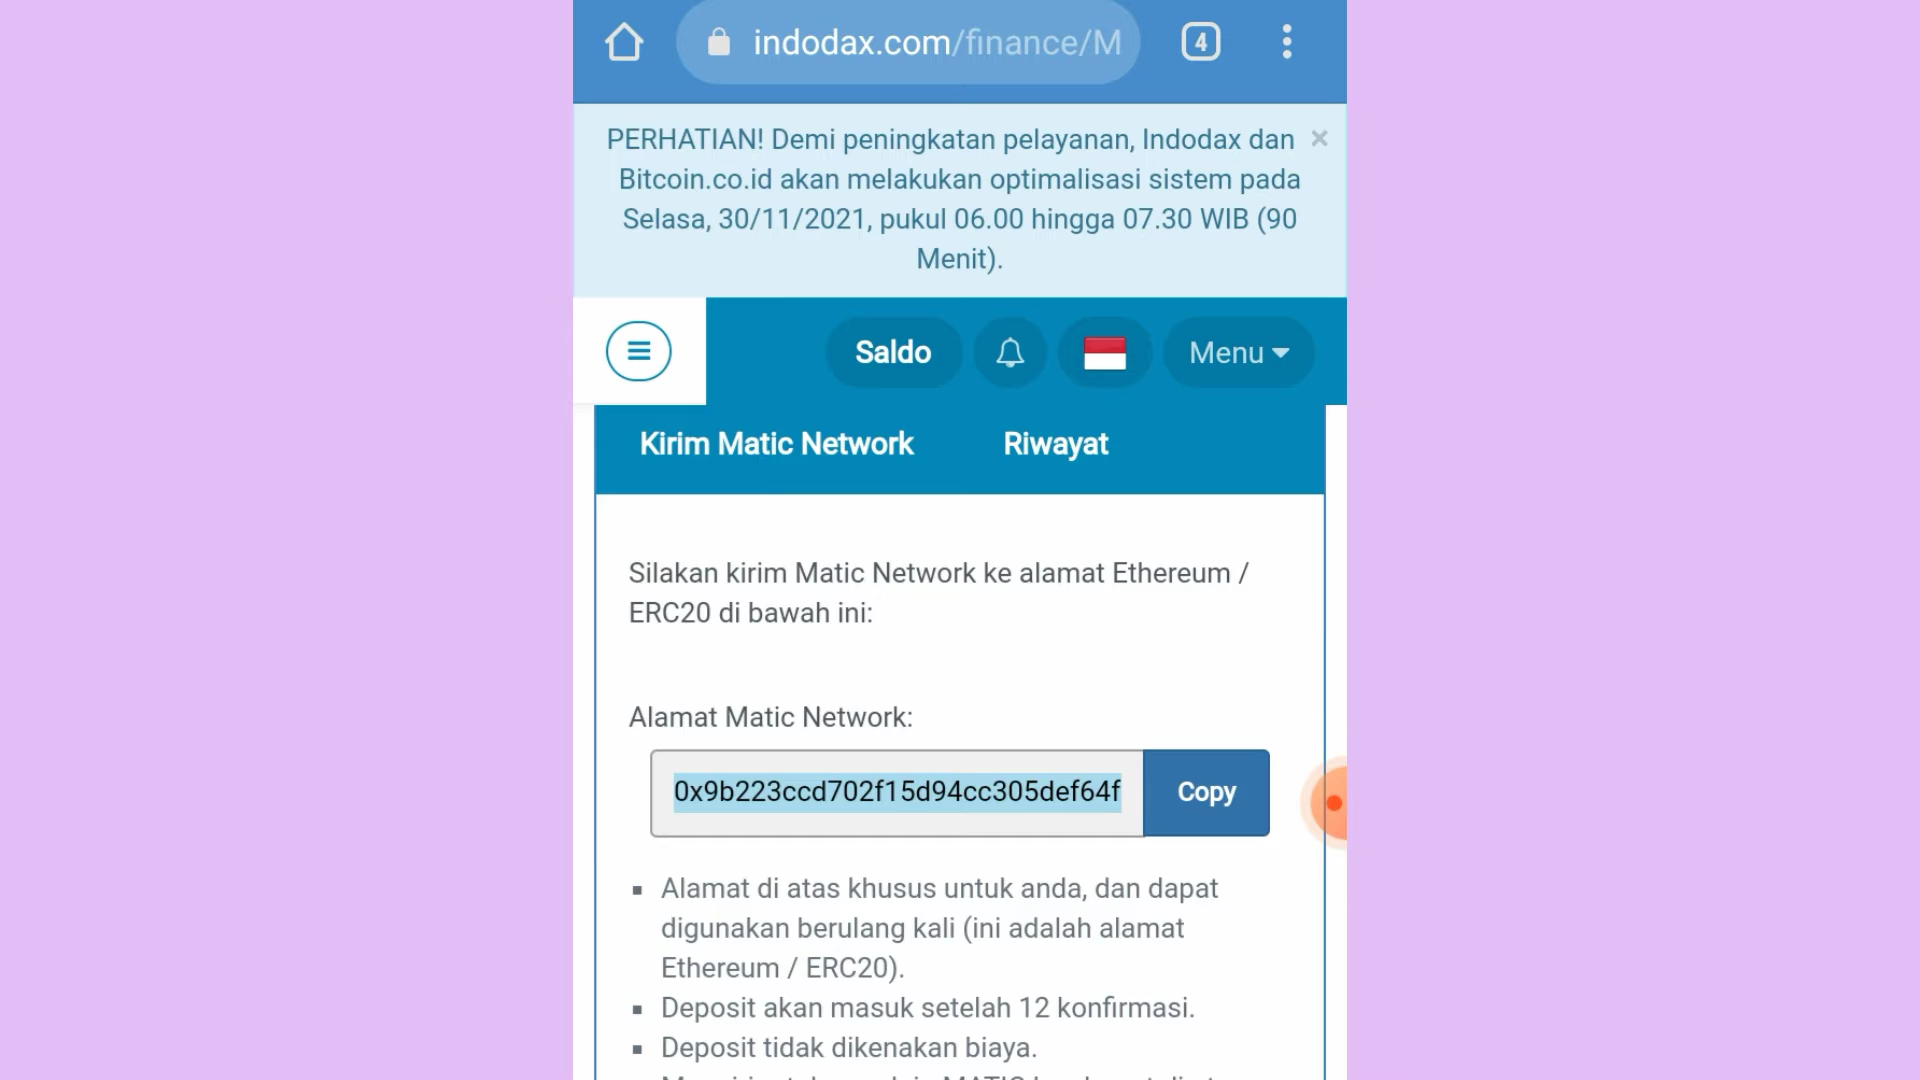 indodax.com/finance/M
4
PERHATIAN! Demi peningkatan pelayanan, Indodax dan
Bitcoin.co.id akan melakukan optimalisasi sistem pada
Selasa, 30/11/2021, pukul 06.00 hingga 07.30 WIB (90
Menit).
Saldo
Menu
Kirim Matic Network
Riwayat
Silakan kirim Matic Network ke alamat Ethereum /
ERC20 di bawah ini:
Alamat Matic Network:
0x9b223ccd702f15d94cc305def64f
Copy
▪ Alamat di atas khusus untuk anda, dan dapat
digunakan berulang kali (ini adalah alamat
Ethereum / ERC20).
▪ Deposit akan masuk setelah 12 konfirmasi.
▪ Deposit tidak dikenakan biaya.